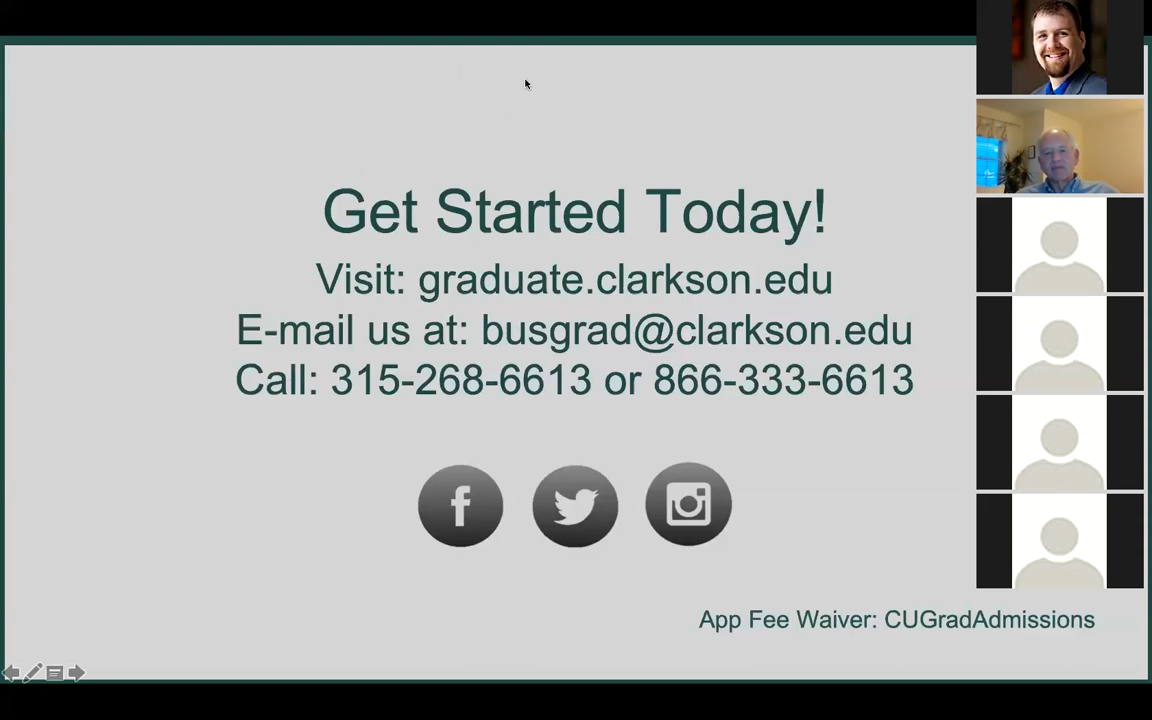 Get Started Today!
Visit: graduate.clarkson.edu
E-mail us at: busgrad@clarkson.edu
Call: 315-268-6613 or 866-333-6613
App Fee Waiver: CUGradAdmissions